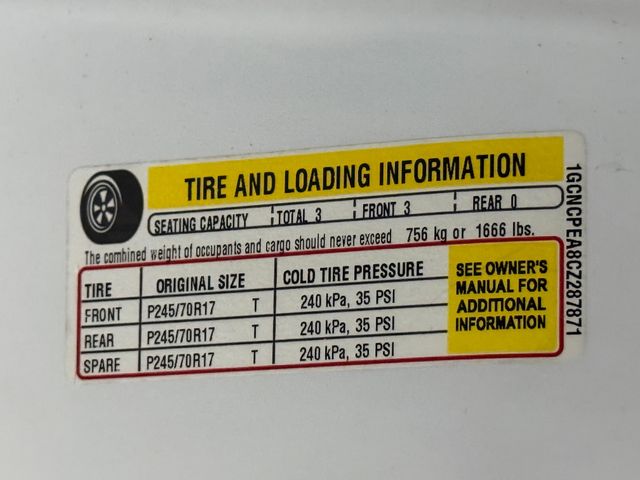 TIRE AND LOADING INFORMATION
SEATING CAPACITY TOTAL 3 FRONT 3 REAR 0
The combined weight of occupants and cargo should never exceed 756 kg or 1666 lbs.
TIRE ORIGINAL SIZE COLD TIRE PRESSURE
FRONT P245/70R17 T 240 kPa, 35 PSI
REAR P245/70R17 T 240 kPa, 35 PSI
SPARE P245/70R17 T 240 kPa, 35 PSI
SEE OWNER'S
MANUAL FOR
ADDITIONAL
INFORMATION
1GCNCPEA8GZ287871